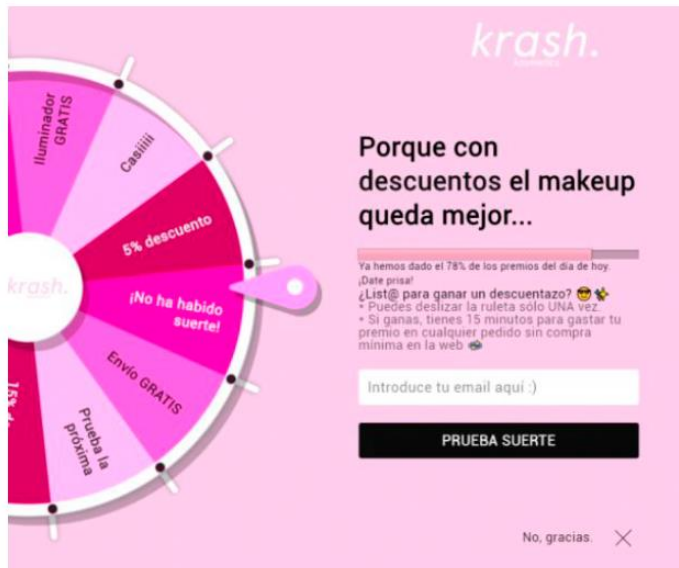 krash.
cosmetics
Iluminador
GRATIS
Casiiiii
5% descuento
¡No ha habido
suerte!
Envío GRATIS
Prueba la
próxima
15% d
krash.
Porque con
descuentos el makeup
queda mejor...
Ya hemos dado el 78% de los premios del día de hoy.
¡Date prisa!
¿List@ para ganar un descuentazo? 😎 ✨
* Puedes deslizar la ruleta sólo UNA vez.
* Si ganas, tienes 15 minutos para gastar tu
premio en cualquier pedido sin compra
mínima en la web
Introduce tu email aquí :)
PRUEBA SUERTE
No, gracias.